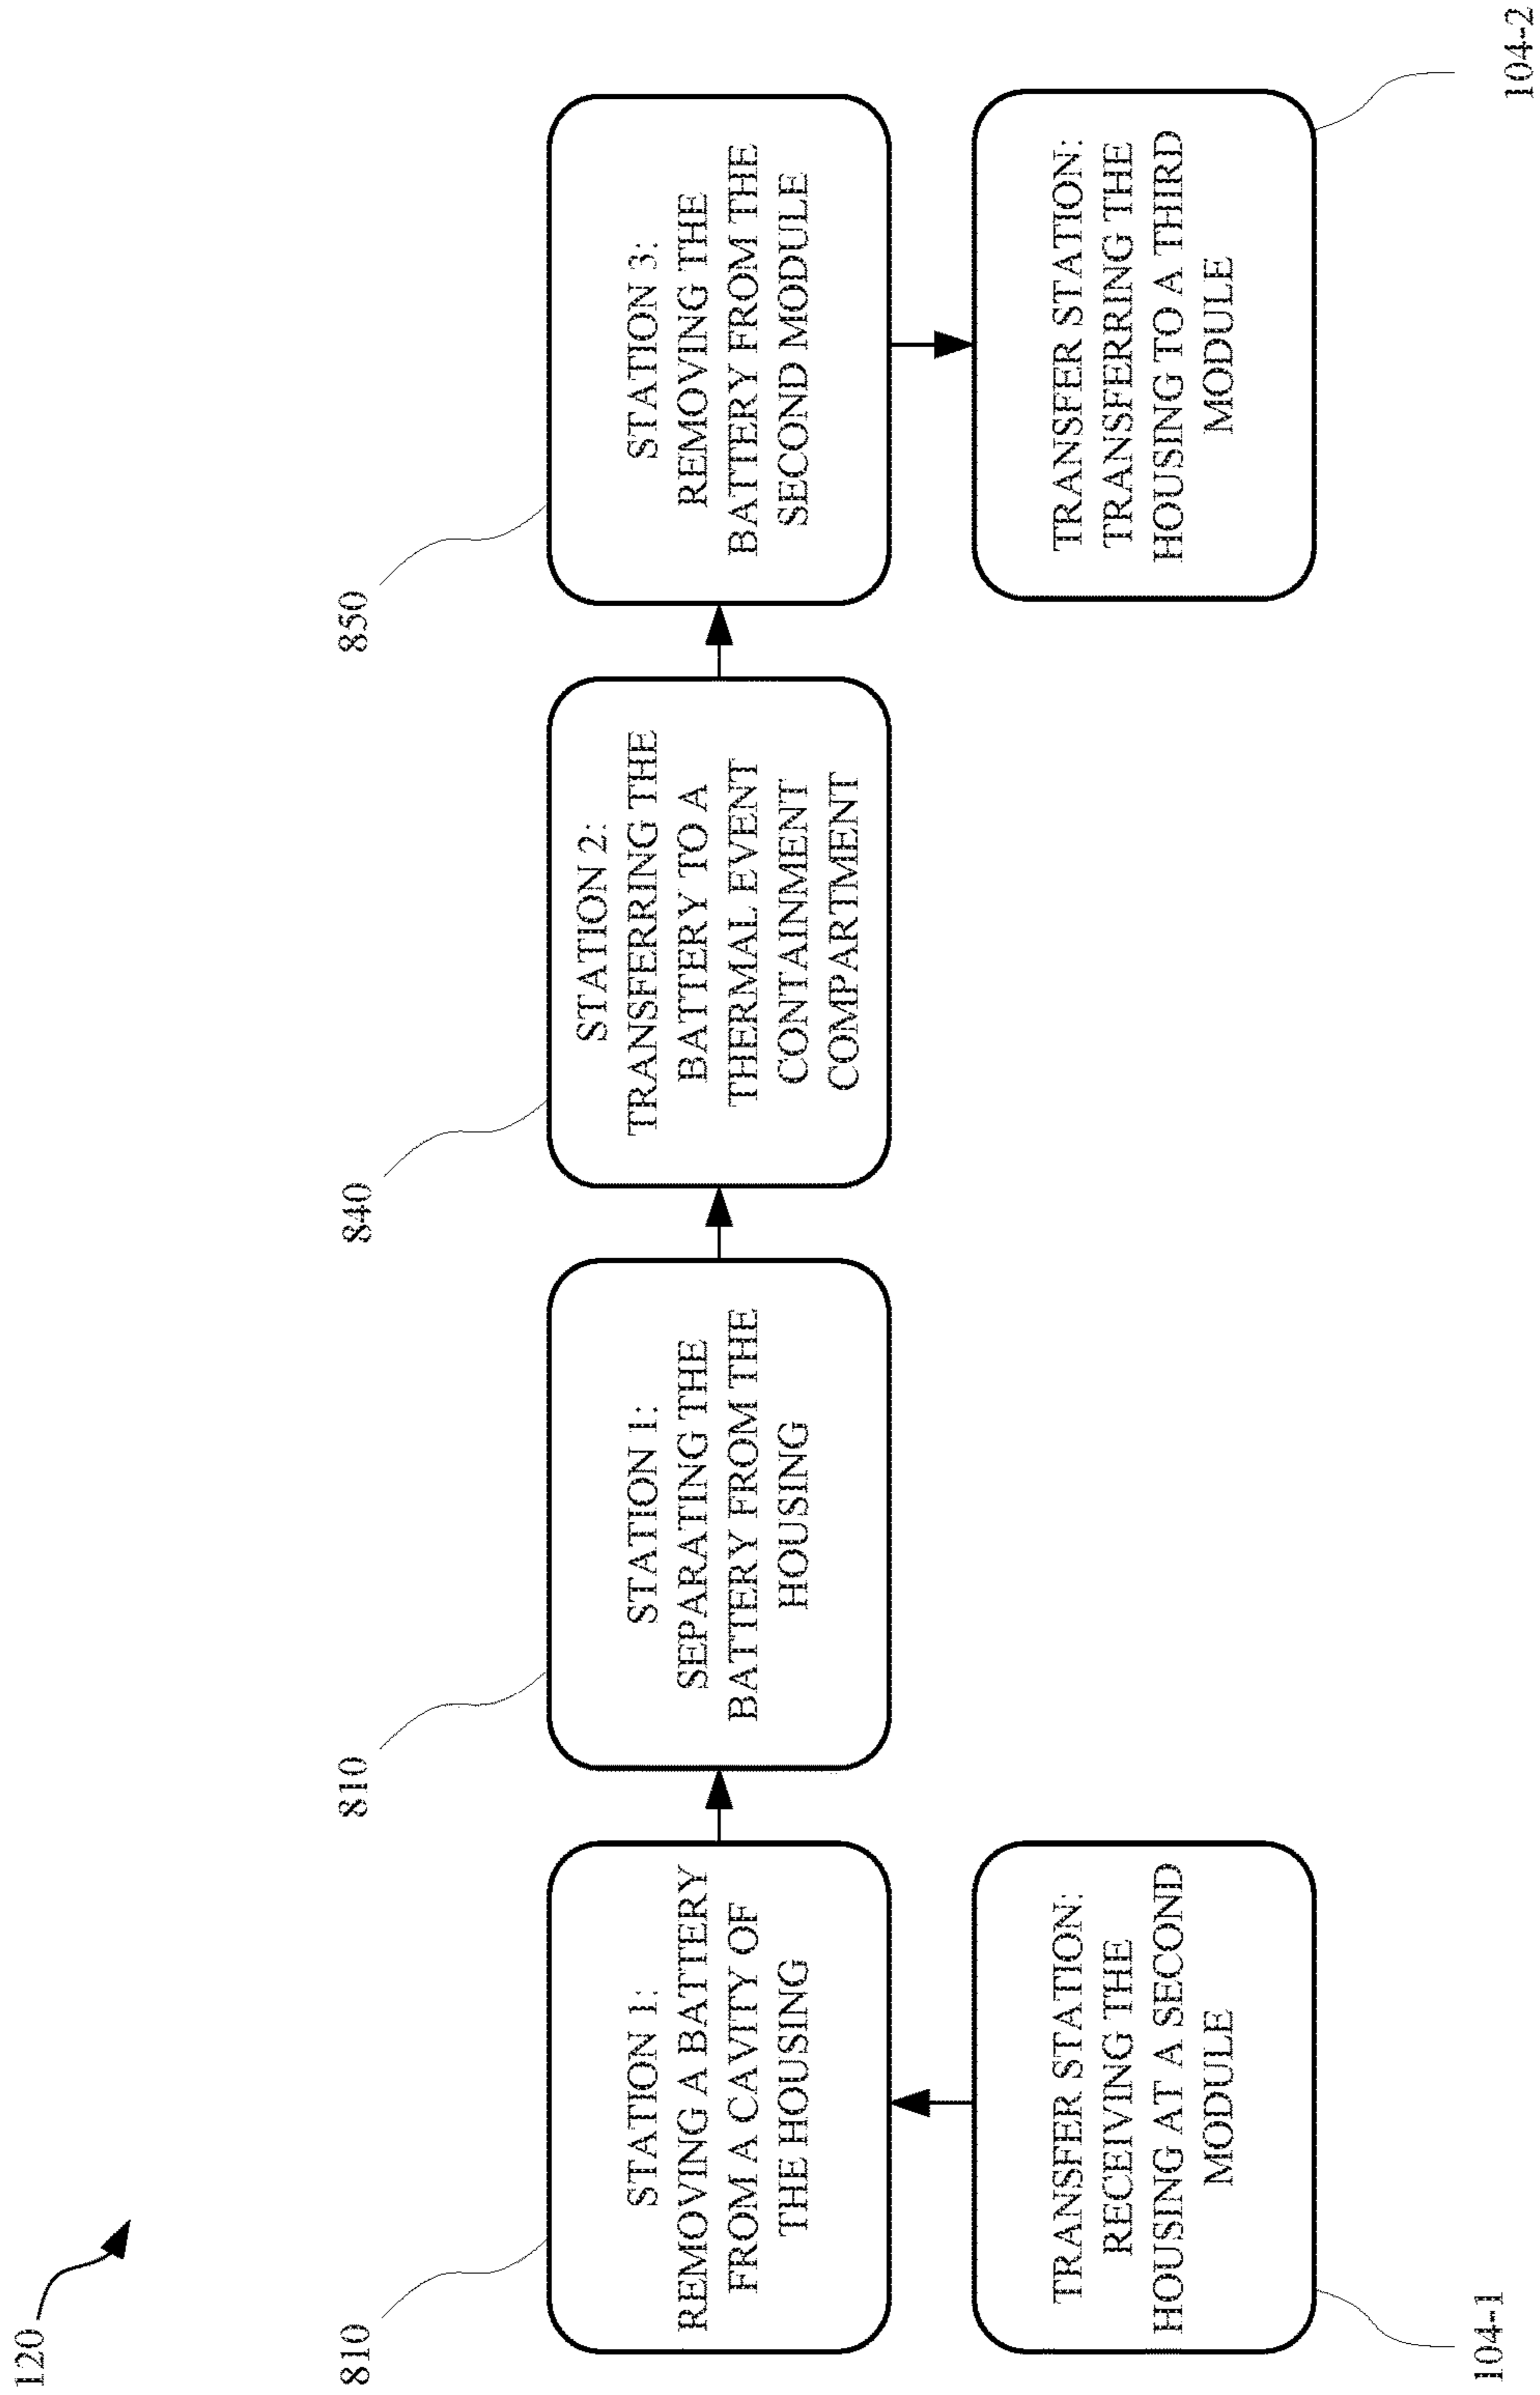 120
810
STATION 1:
REMOVING A BATTERY
FROM A CAVITY OF
THE HOUSING
810
STATION 1:
SEPARATING THE
BATTERY FROM THE
HOUSING
840
STATION 2:
TRANSFERRING THE
BATTERY TO A
THERMAL EVENT
CONTAINMENT
COMPARTMENT
850
STATION 3:
REMOVING THE
BATTERY FROM THE
SECOND MODULE
TRANSFER STATION:
RECEIVING THE
HOUSING AT A SECOND
MODULE
104-1
TRANSFER STATION:
TRANSFERRING THE
HOUSING TO A THIRD
MODULE
104-2